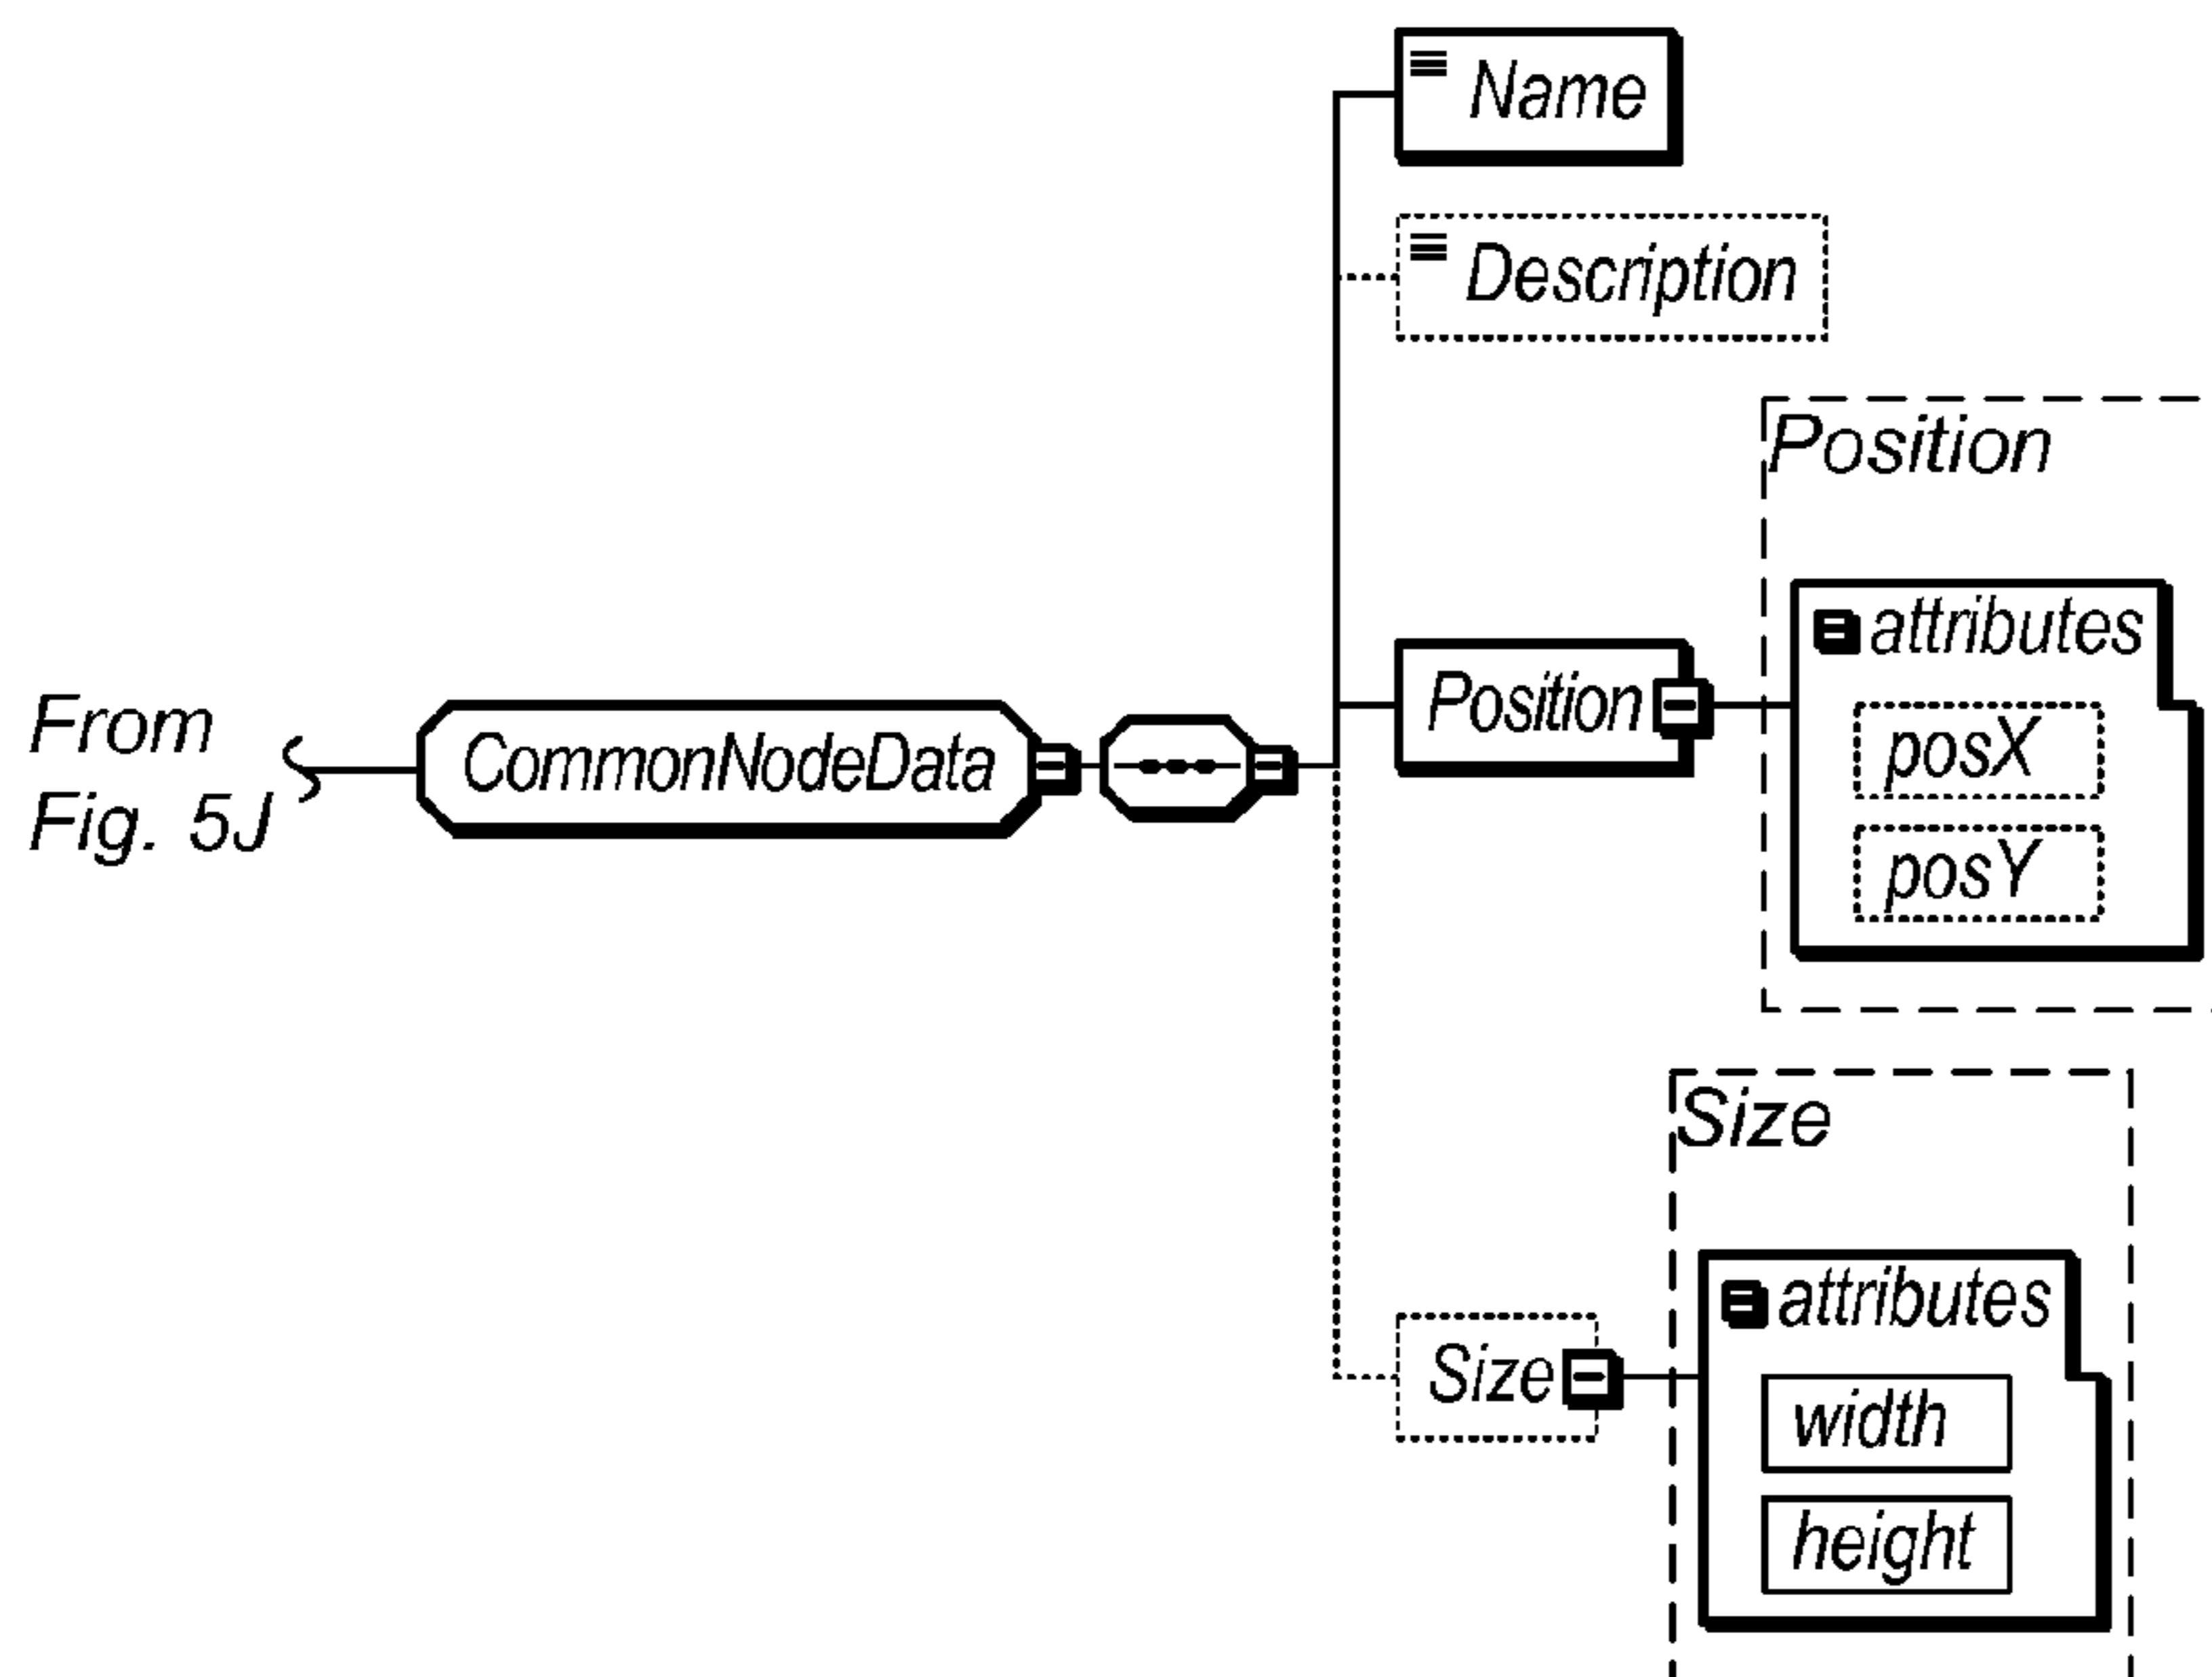 Name
Description
Position
attributes
Position
posX
posY
From
Fig. 5J
CommonNodeData
Size
attributes
Size
width
height